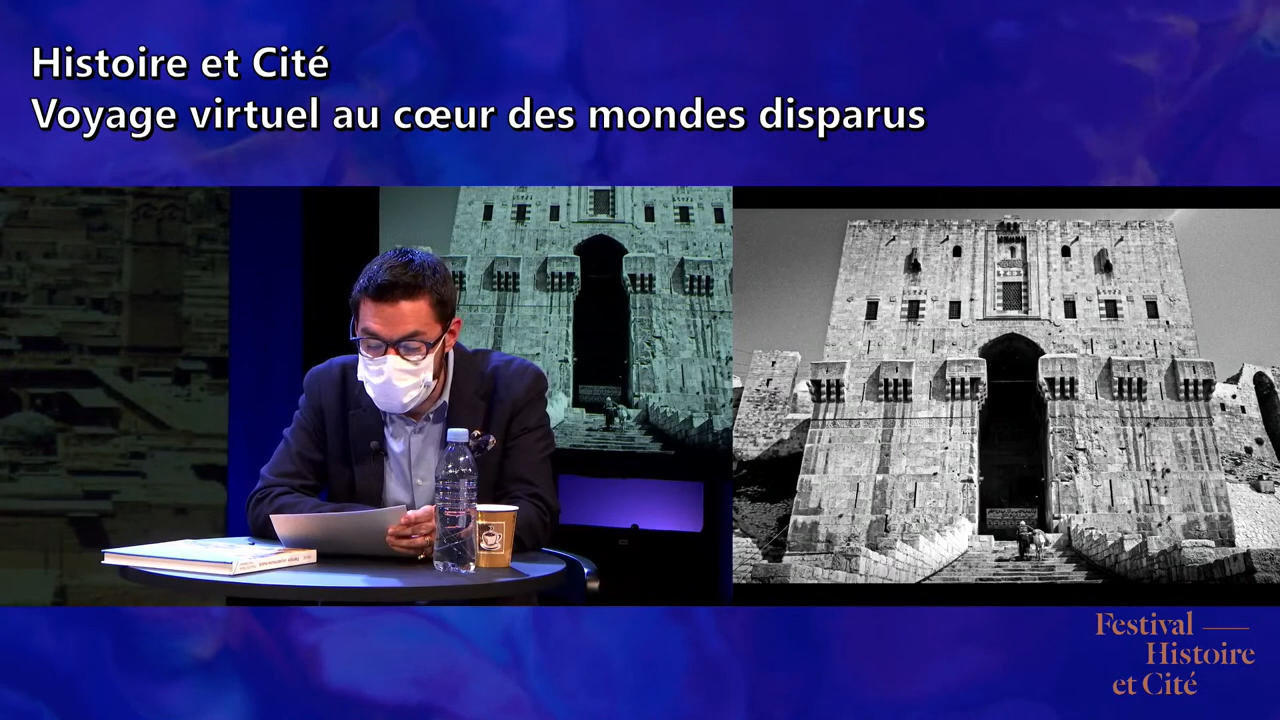 Histoire et Cité
Voyage virtuel au cœur des mondes disparus
Festival
Histoire
et Cité